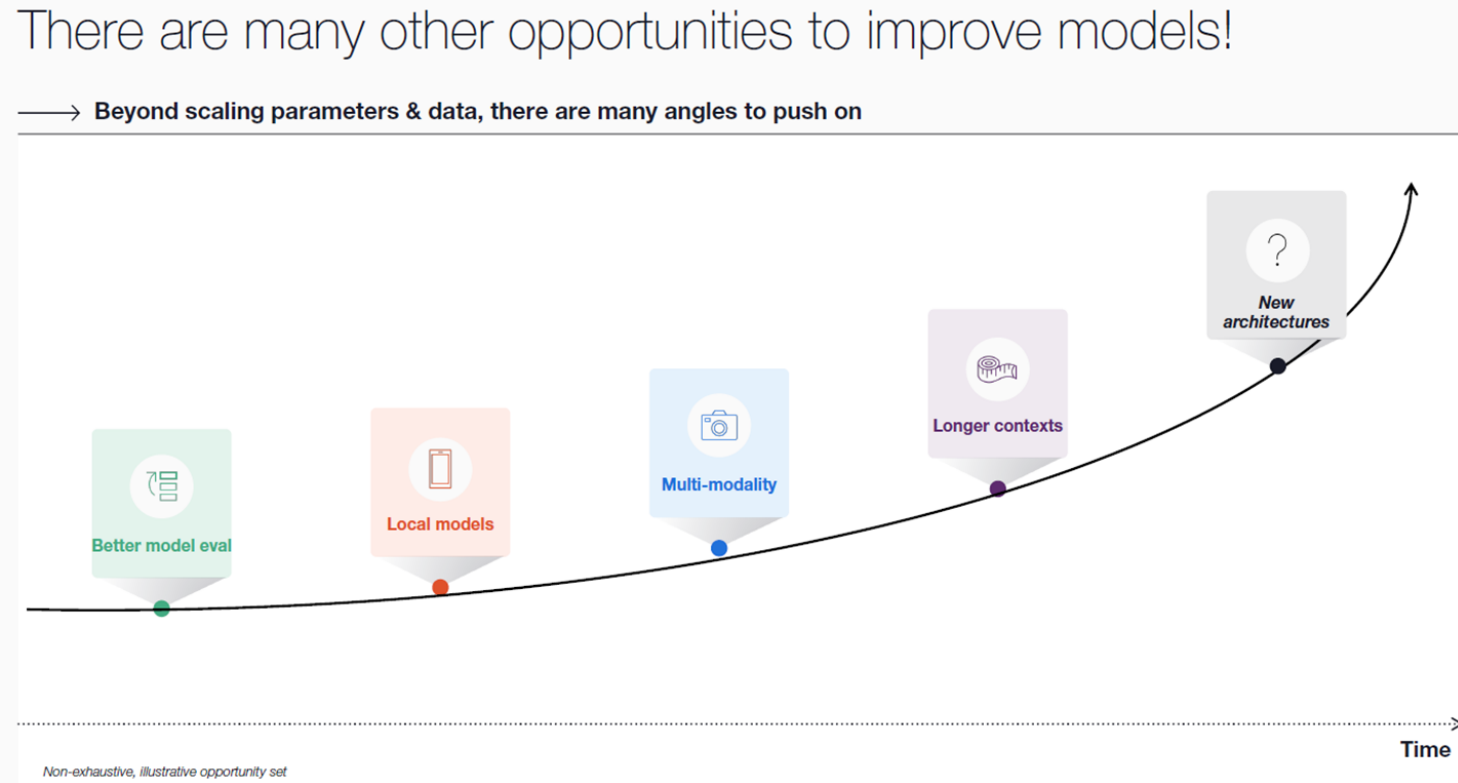 There are many other opportunities to improve models!
Beyond scaling parameters & data, there are many angles to push on
?
New
architectures
Longer contexts
Multi-modality
Local models
Better model eval
Time
Non-exhaustive, illustrative opportunity set